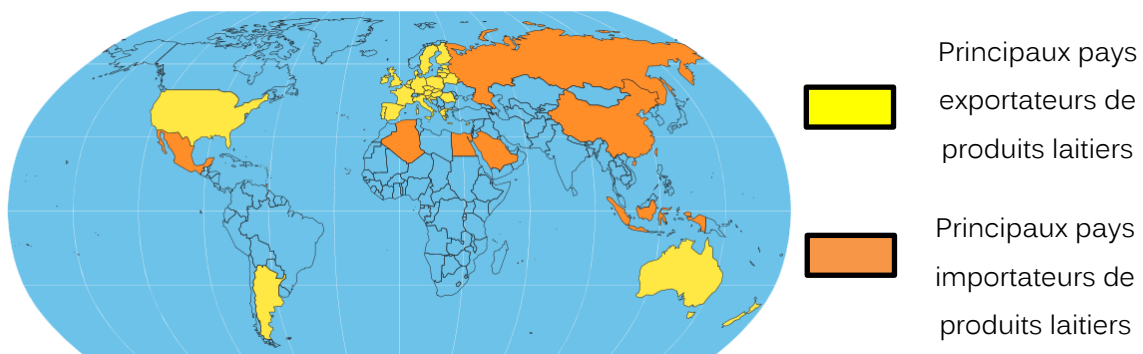 Principaux pays
exportateurs de
produits laitiers
Principaux pays
importateurs de
produits laitiers